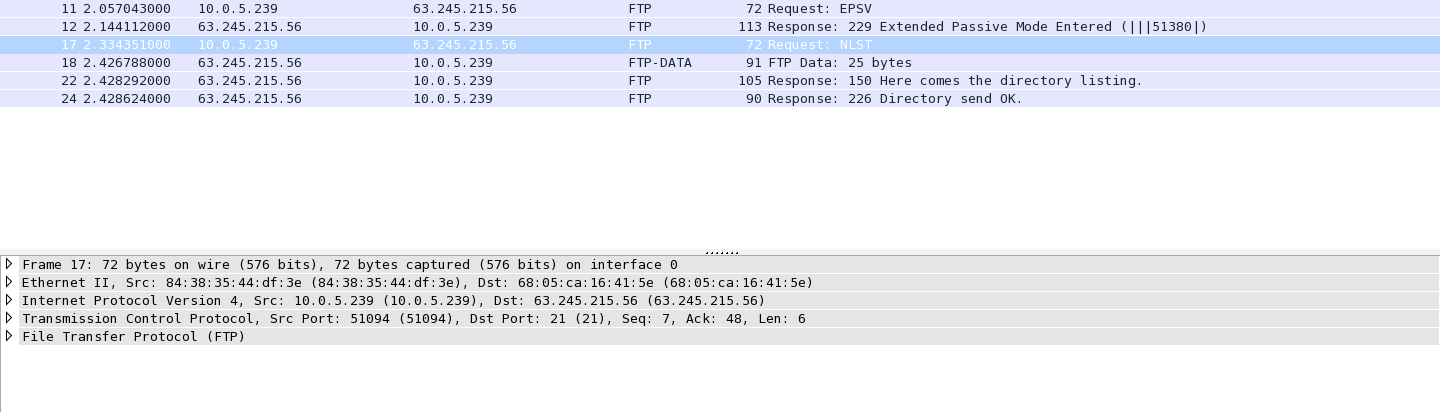 11 2.057043000 10.0.5.239 63.245.215.56 FTP 72 Request: EPSV
12 2.144112000 63.245.215.56 10.0.5.239 FTP 113 Response: 229 Extended Passive Mode Entered (|||51380|)
17 2.334351000 10.0.5.239 63.245.215.56 FTP 72 Request: NLST
18 2.426788000 63.245.215.56 10.0.5.239 FTP-DATA 91 FTP Data: 25 bytes
22 2.428292000 63.245.215.56 10.0.5.239 FTP 105 Response: 150 Here comes the directory listing.
24 2.428624000 63.245.215.56 10.0.5.239 FTP 90 Response: 226 Directory send OK.
Frame 17: 72 bytes on wire (576 bits), 72 bytes captured (576 bits) on interface 0
Ethernet II, Src: 84:38:35:44:df:3e (84:38:35:44:df:3e), Dst: 68:05:ca:16:41:5e (68:05:ca:16:41:5e)
Internet Protocol Version 4, Src: 10.0.5.239 (10.0.5.239), Dst: 63.245.215.56 (63.245.215.56)
Transmission Control Protocol, Src Port: 51094 (51094), Dst Port: 21 (21), Seq: 7, Ack: 48, Len: 6
File Transfer Protocol (FTP)